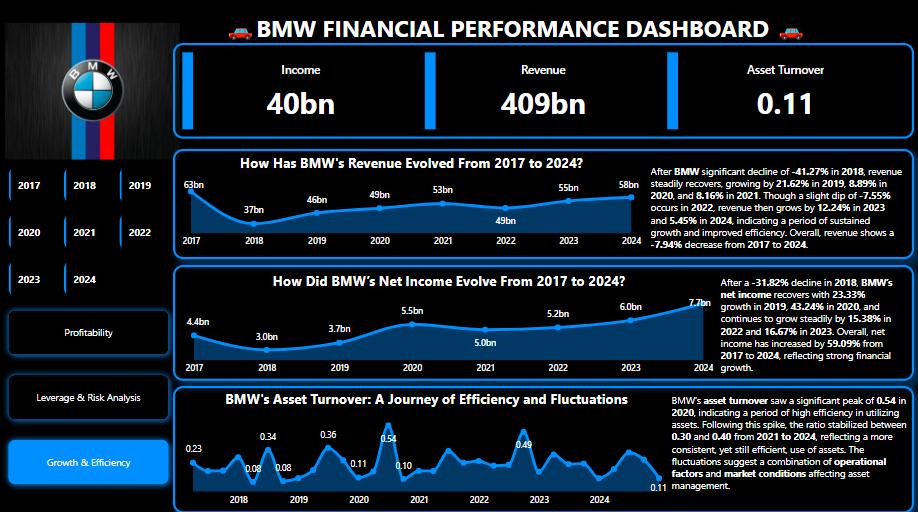 BMW FINANCIAL PERFORMANCE DASHBOARD
BMW
Income
40bn
Revenue
409bn
Asset Turnover
0.11
2017 2018 2019
2020 2021 2022
2023 2024
Profitability
Leverage & Risk Analysis
Growth & Efficiency
How Has BMW's Revenue Evolved From 2017 to 2024?
63bn 37bn 46bn 49bn 53bn 49bn 55bn 58bn
2017 2018 2019 2020 2021 2022 2023 2024
After BMW significant decline of -41.27% in 2018, revenue
steadily recovers, growing by 21.62% in 2019, 8.89% in
2020, and 8.16% in 2021. Though a slight dip of -7.55%
occurs in 2022, revenue then grows by 12.24% in 2023
and 5.45% in 2024, indicating a period of sustained
growth and improved efficiency. Overall, revenue shows a
-7.94% decrease from 2017 to 2024.
How Did BMW's Net Income Evolve From 2017 to 2024?
4.4bn 3.0bn 3.7bn 5.5bn 5.0bn 5.2bn 6.0bn 7.7bn
2017 2018 2019 2020 2021 2022 2023 2024
After a -31.82% decline in 2018, BMW's
net income recovers with 23.33%
growth in 2019, 43.24% in 2020, and
continues to grow steadily by 15.38% in
2022 and 16.67% in 2023. Overall, net
income has increased by 59.09% from
2017 to 2024, reflecting strong financial
growth.
BMW's Asset Turnover: A Journey of Efficiency and Fluctuations
0.23 0.08 0.34 0.08 0.36 0.11 0.54 0.10 0.49 0.11
2018 2019 2020 2021 2022 2023 2024
BMW's asset turnover saw a significant peak of 0.54 in
2020, indicating a period of high efficiency in utilizing
assets. Following this spike, the ratio stabilized between
0.30 and 0.40 from 2021 to 2024, reflecting a more
consistent, yet still efficient, use of assets. The
fluctuations suggest a combination of operational
factors and market conditions affecting asset
management.